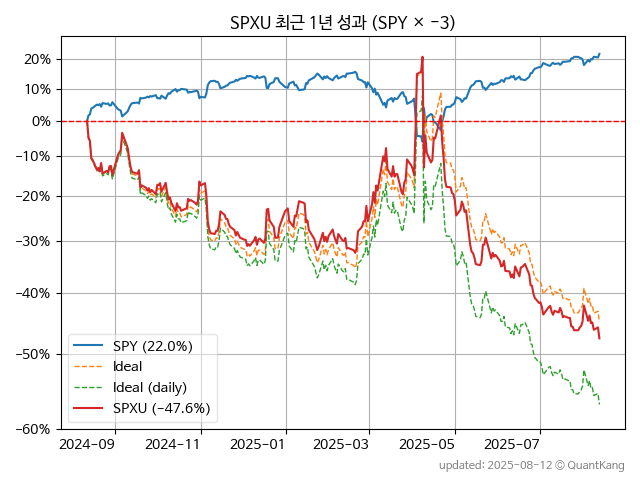 SPXU 최근 1년 성과 (SPY × −3)
20%
10%
0%
−10%
−20%
−30%
−40%
−50%
−60%
SPY (22.0%)
Ideal
Ideal (daily)
SPXU (−47.6%)
2024-09 2024-11 2025-01 2025-03 2025-05 2025-07
updated: 2025-08-12 © QuantKang